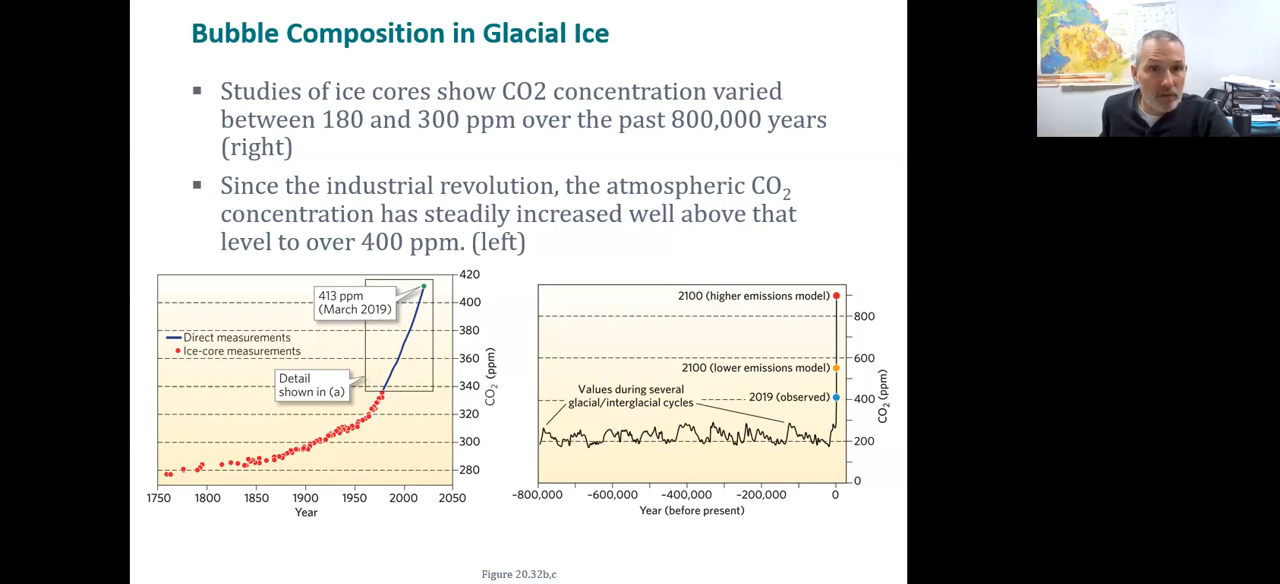 Bubble Composition in Glacial Ice
▪ Studies of ice cores show CO2 concentration varied
between 180 and 300 ppm over the past 800,000 years
(right)
▪ Since the industrial revolution, the atmospheric CO₂
concentration has steadily increased well above that
level to over 400 ppm. (left)
413 ppm
(March 2019)
Direct measurements
Ice-core measurements
Detail
shown in (a)
420
400
380
360
340
320
300
280
CO₂ (ppm)
1750 1800 1850 1900 1950 2000 2050
Year
2100 (higher emissions model)
2100 (lower emissions model)
Values during several
glacial/interglacial cycles
2019 (observed)
800
600
400
200
0
CO₂ (ppm)
-800,000 -600,000 -400,000 -200,000 0
Year (before present)
Figure 20.32b,c